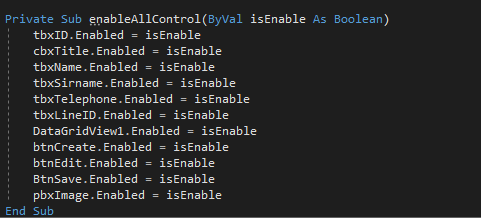 Private Sub enableAllControl(ByVal isEnable As Boolean)
tbxID.Enabled = isEnable
cbxTitle.Enabled = isEnable
tbxName.Enabled = isEnable
tbxSirname.Enabled = isEnable
tbxTelephone.Enabled = isEnable
tbxLineID.Enabled = isEnable
DataGridView1.Enabled = isEnable
btnCreate.Enabled = isEnable
btnEdit.Enabled = isEnable
BtnSave.Enabled = isEnable
pbxImage.Enabled = isEnable
End Sub